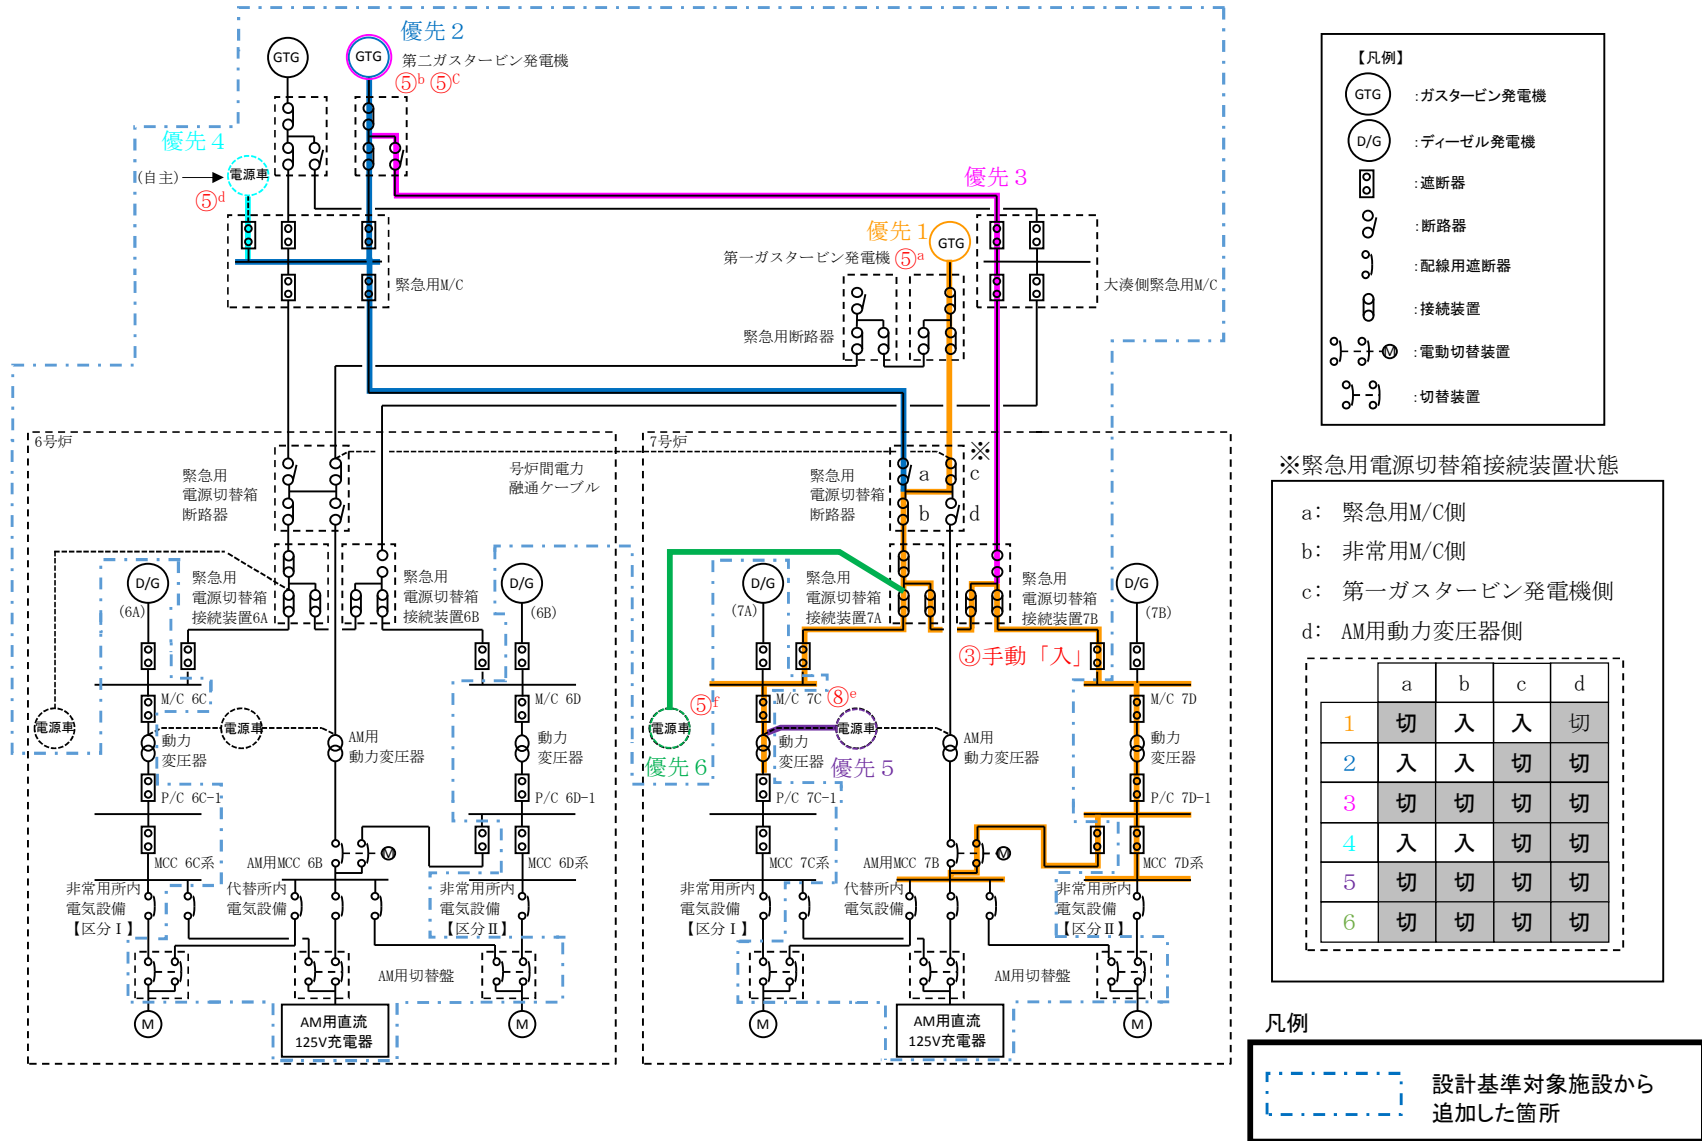 優先2
GTG
GTG
第二ガスタービン発電機
⑤b ⑤c
優先4
(自主)
電源車
⑤d
優先3
優先1
GTG
第一ガスタービン発電機 ⑤a
緊急用M/C
大湊側緊急用M/C
緊急用断路器
6号炉
緊急用
電源切替箱
断路器
号炉間電力
融通ケーブル
D/G
(6A)
緊急用
電源切替箱
接続装置6A
緊急用
電源切替箱
接続装置6B
D/G
(6B)
M/C 6C
M/C 6D
電源車
電源車
動力
変圧器
AM用
動力変圧器
動力
変圧器
P/C 6C-1
P/C 6D-1
MCC 6C系
AM用MCC 6B
M
MCC 6D系
非常用所内
電気設備
【区分Ⅰ】
代替所内
電気設備
非常用所内
電気設備
【区分Ⅱ】
AM用切替盤
M
AM用直流
125V充電器
M
7号炉
緊急用
電源切替箱
断路器
a
b
c
d
※
D/G
(7A)
緊急用
電源切替箱
接続装置7A
緊急用
電源切替箱
接続装置7B
D/G
(7B)
③手動「入」
M/C 7C
⑧e
M/C 7D
⑤f
電源車
電源車
優先6
優先5
動力
変圧器
AM用
動力変圧器
動力
変圧器
P/C 7C-1
P/C 7D-1
MCC 7C系
AM用MCC 7B
M
MCC 7D系
非常用所内
電気設備
【区分Ⅰ】
代替所内
電気設備
非常用所内
電気設備
【区分Ⅱ】
AM用切替盤
M
AM用直流
125V充電器
M
【凡例】
GTG :ガスタービン発電機
D/G :ディーゼル発電機
:遮断器
:断路器
:配線用遮断器
:接続装置
M :電動切替装置
:切替装置
※緊急用電源切替箱接続装置状態
a: 緊急用M/C側
b: 非常用M/C側
c: 第一ガスタービン発電機側
d: AM用動力変圧器側
a b c d
1 切 入 入 切
2 入 入 切 切
3 切 切 切 切
4 入 入 切 切
5 切 切 切 切
6 切 切 切 切
凡例
設計基準対象施設から
追加した箇所